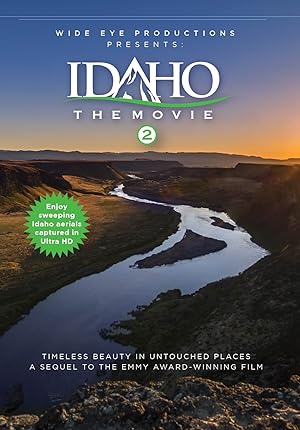 WIDE EYE PRODUCTIONS
PRESENTS:
IDAHO
THE MOVIE
2
Enjoy
sweeping
Idaho aerials
captured in
Ultra HD
TIMELESS BEAUTY IN UNTOUCHED PLACES
A SEQUEL TO THE EMMY AWARD-WINNING FILM